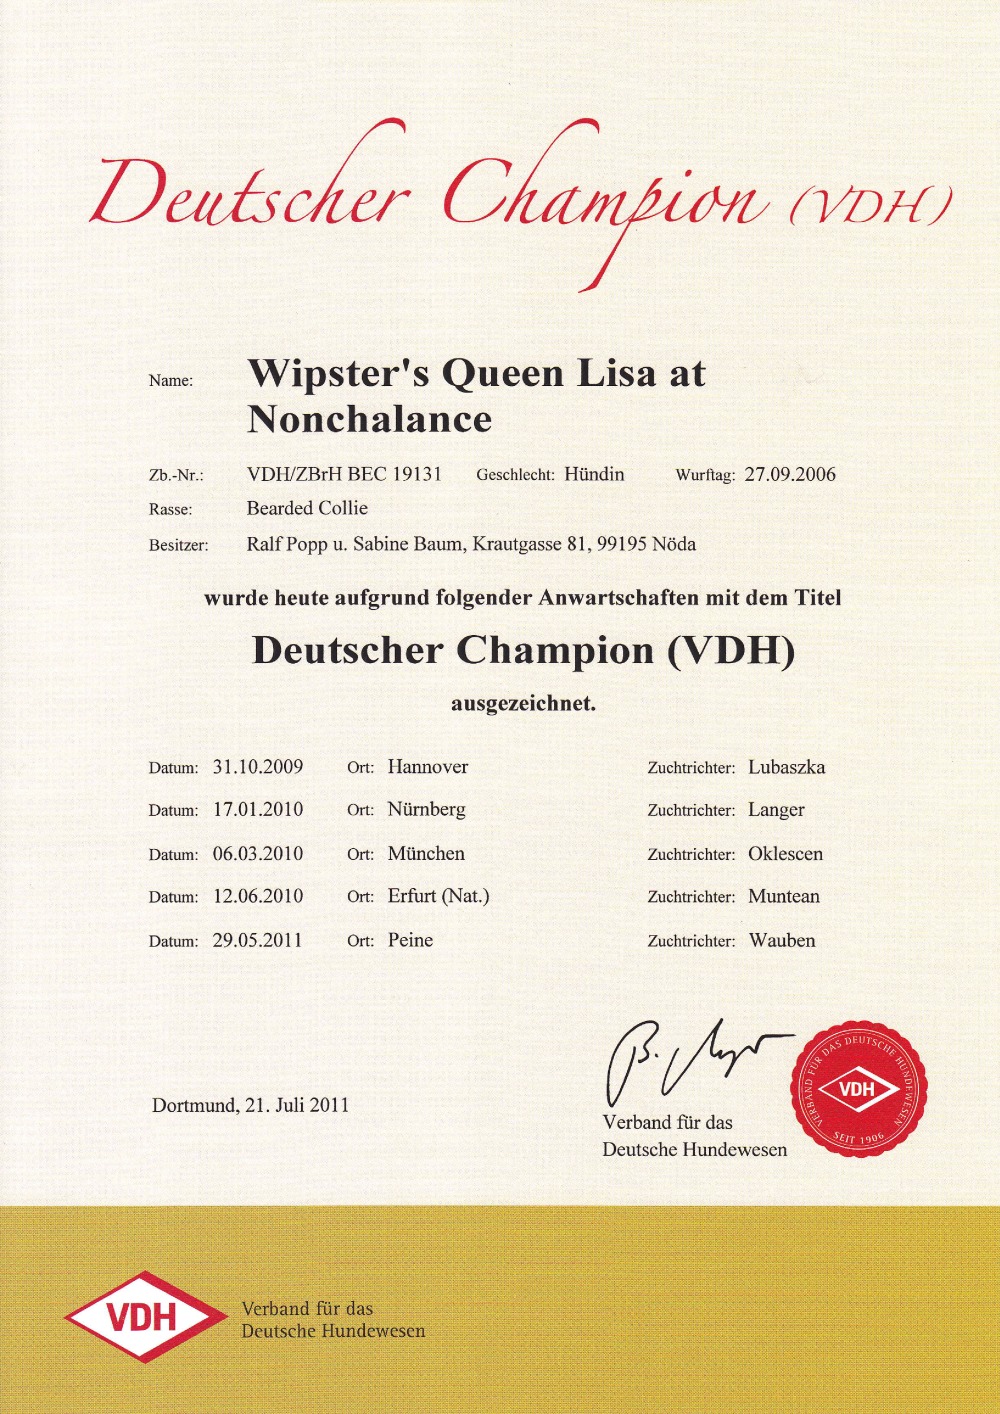 Deutscher Champion (VDH)
Name: Wipster's Queen Lisa at
Nonchalance
Zb.-Nr.: VDH/ZBrH BEC 19131 Geschlecht: Hündin Wurftag: 27.09.2006
Rasse: Bearded Collie
Besitzer: Ralf Popp u. Sabine Baum, Krautgasse 81, 99195 Nöda
wurde heute aufgrund folgender Anwartschaften mit dem Titel
Deutscher Champion (VDH)
ausgezeichnet.
Datum: 31.10.2009 Ort: Hannover Zuchtrichter: Lubaszka
Datum: 17.01.2010 Ort: Nürnberg Zuchtrichter: Langer
Datum: 06.03.2010 Ort: München Zuchtrichter: Oklescen
Datum: 12.06.2010 Ort: Erfurt (Nat.) Zuchtrichter: Muntean
Datum: 29.05.2011 Ort: Peine Zuchtrichter: Wauben
Dortmund, 21. Juli 2011
Verband für das
Deutsche Hundewesen
VERBAND FÜR DAS DEUTSCHE HUNDEWESEN
VDH
SEIT 1906
VDH
Verband für das
Deutsche Hundewesen